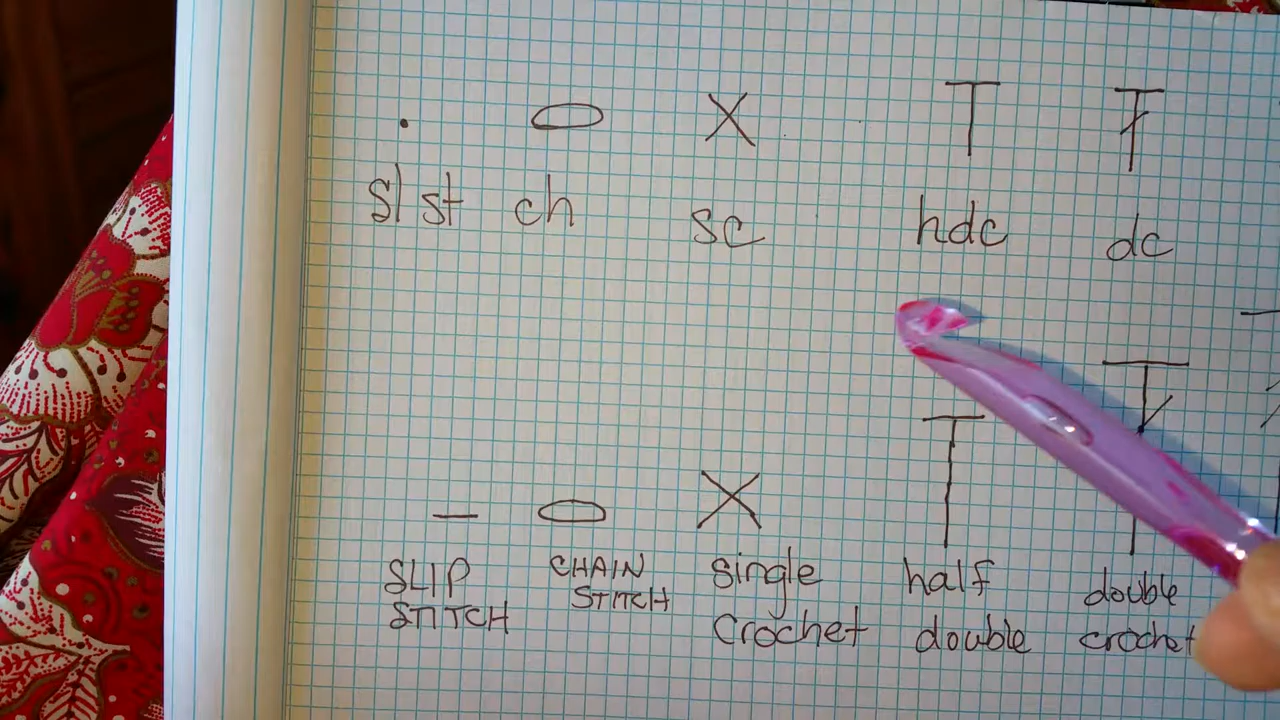 sl st ch sc hdc dc
SLIP CHAIN single half double
STITCH STITCH Crochet double crochet